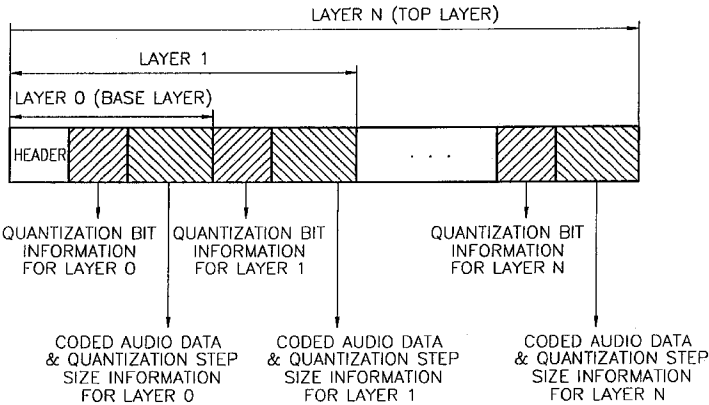 LAYER N (TOP LAYER)
LAYER 1
LAYER 0 (BASE LAYER)
HEADER
. . .
QUANTIZATION BIT
INFORMATION
FOR LAYER 0
QUANTIZATION BIT
INFORMATION
FOR LAYER 1
QUANTIZATION BIT
INFORMATION
FOR LAYER N
CODED AUDIO DATA
& QUANTIZATION STEP
SIZE INFORMATION
FOR LAYER 0
CODED AUDIO DATA
& QUANTIZATION STEP
SIZE INFORMATION
FOR LAYER 1
CODED AUDIO DATA
& QUANTIZATION STEP
SIZE INFORMATION
FOR LAYER N